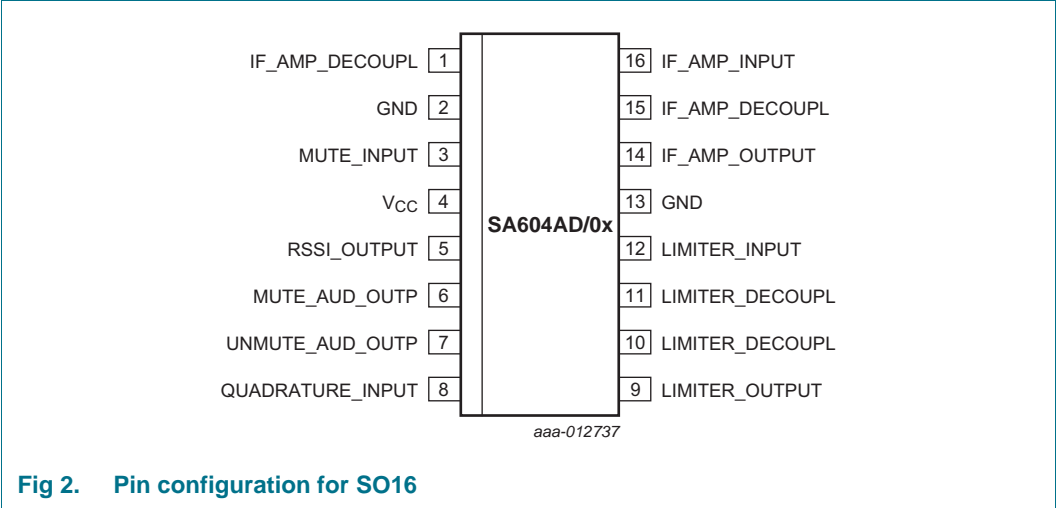 IF_AMP_DECOUPL 1 16 IF_AMP_INPUT
GND 2 15 IF_AMP_DECOUPL
MUTE_INPUT 3 14 IF_AMP_OUTPUT
VCC 4 13 GND
SA604AD/0x
RSSI_OUTPUT 5 12 LIMITER_INPUT
MUTE_AUD_OUTP 6 11 LIMITER_DECOUPL
UNMUTE_AUD_OUTP 7 10 LIMITER_DECOUPL
QUADRATURE_INPUT 8 9 LIMITER_OUTPUT
aaa-012737
Fig 2. Pin configuration for SO16